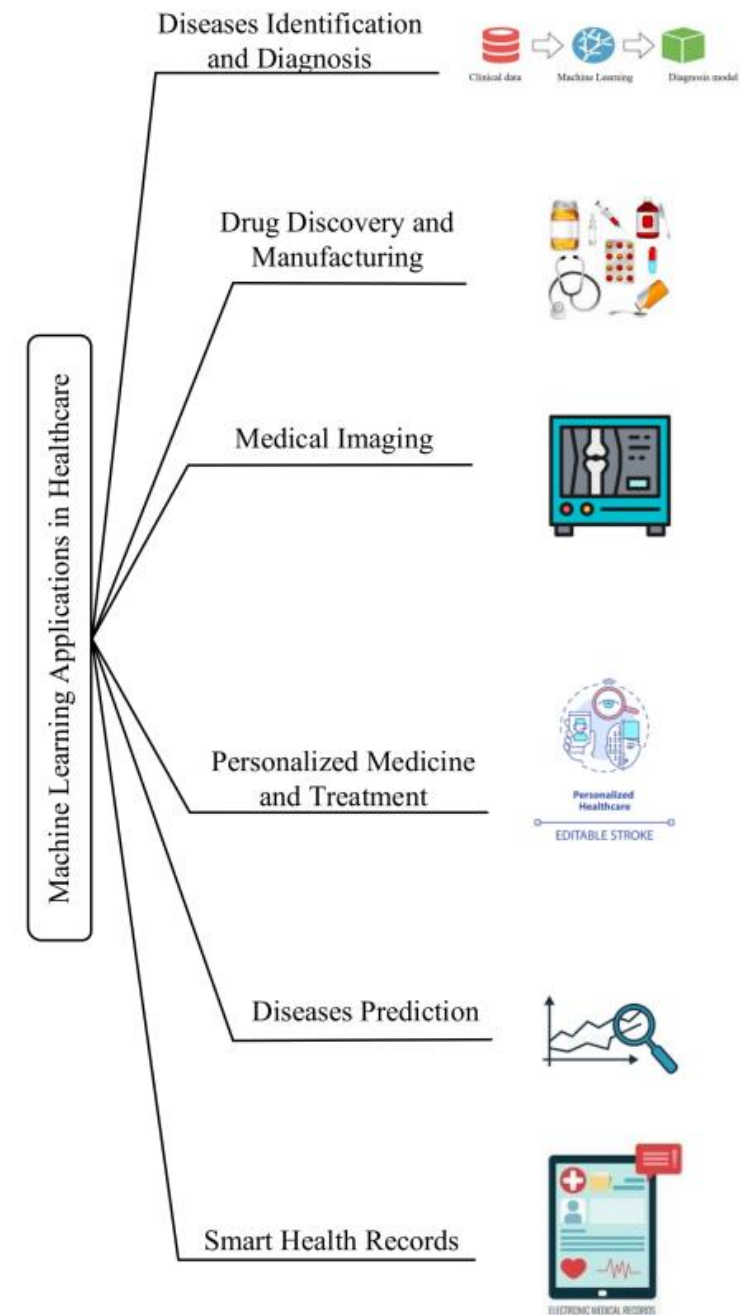 Diseases Identification
and Diagnosis
Clinical data
Machine Learning
Diagnosis model
Drug Discovery and
Manufacturing
Machine Learning Applications in Healthcare
Medical Imaging
Personalized Medicine
and Treatment
Personalized
Healthcare
EDITABLE STROKE
Diseases Prediction
Smart Health Records
ELECTRONIC MEDICAL RECORDS